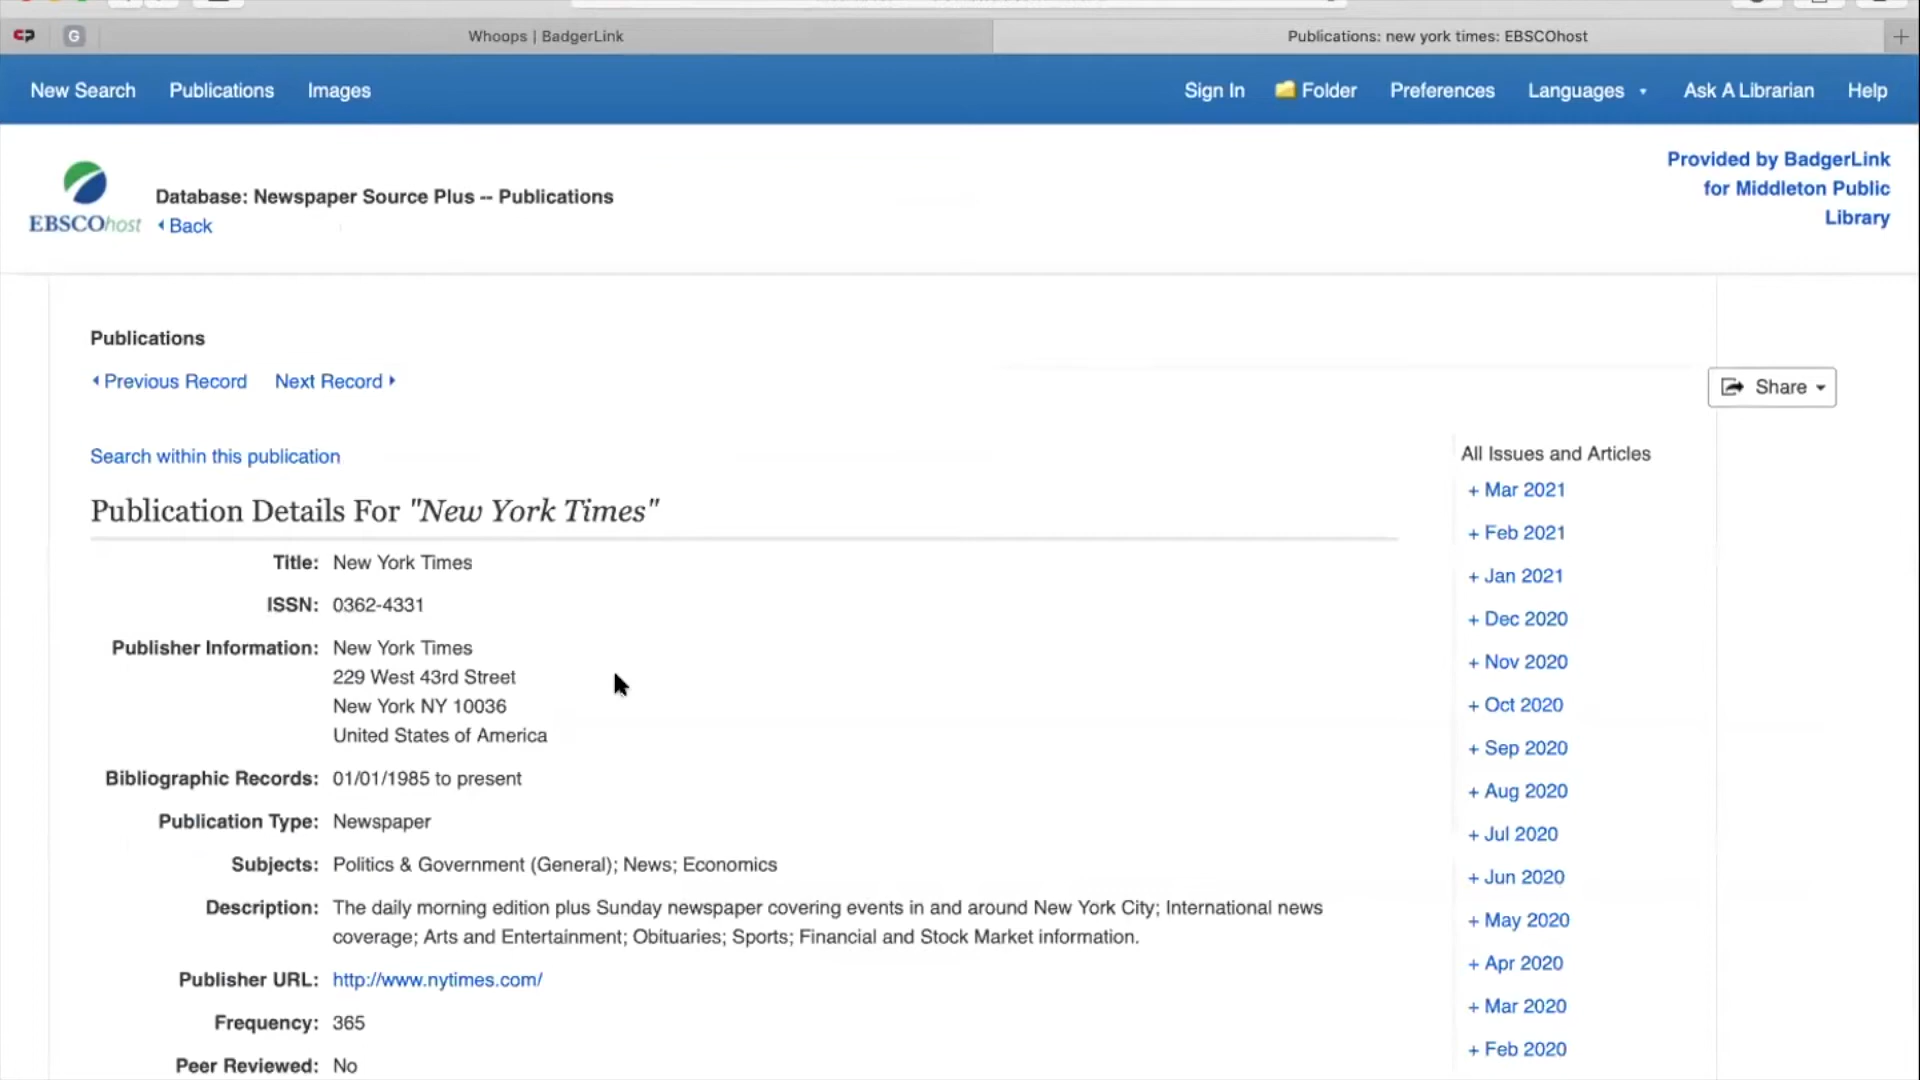 G
Whoops | BadgerLink
Publications: new york times: EBSCOhost
+
New Search Publications Images Sign In Folder Preferences Languages Ask A Librarian Help
EBSCOhost
Database: Newspaper Source Plus -- Publications
Back
Provided by BadgerLink
for Middleton Public
Library
Publications
Previous Record Next Record
Share
Search within this publication
Publication Details For "New York Times"
Title: New York Times
ISSN: 0362-4331
Publisher Information: New York Times
229 West 43rd Street
New York NY 10036
United States of America
Bibliographic Records: 01/01/1985 to present
Publication Type: Newspaper
Subjects: Politics & Government (General); News; Economics
Description: The daily morning edition plus Sunday newspaper covering events in and around New York City; International news
coverage; Arts and Entertainment; Obituaries; Sports; Financial and Stock Market information.
Publisher URL: http://www.nytimes.com/
Frequency: 365
Peer Reviewed: No
All Issues and Articles
+ Mar 2021
+ Feb 2021
+ Jan 2021
+ Dec 2020
+ Nov 2020
+ Oct 2020
+ Sep 2020
+ Aug 2020
+ Jul 2020
+ Jun 2020
+ May 2020
+ Apr 2020
+ Mar 2020
+ Feb 2020